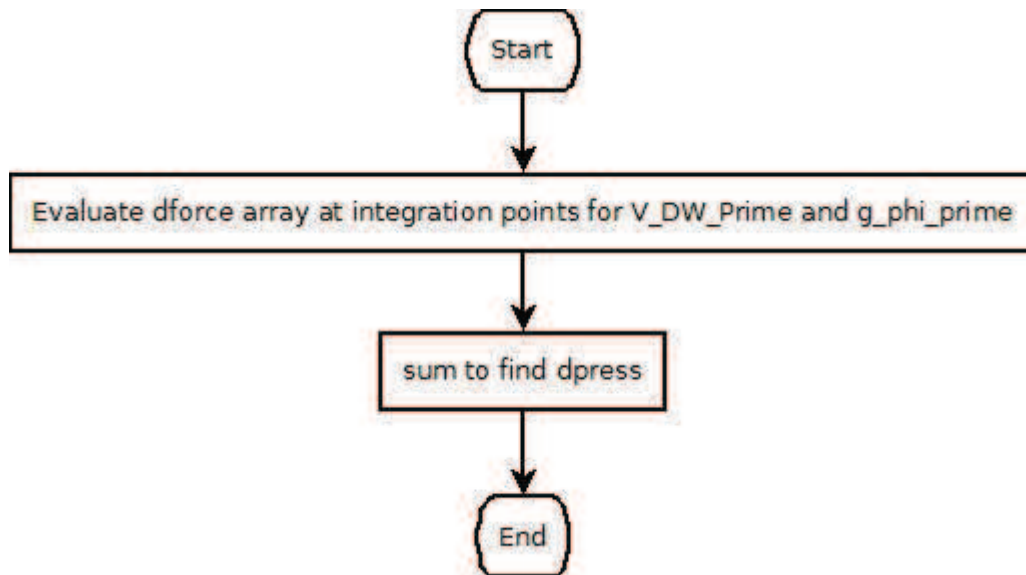 Start
Evaluate dforce array at integration points for V_DW_Prime and g_phi_prime
sum to find dpress
End